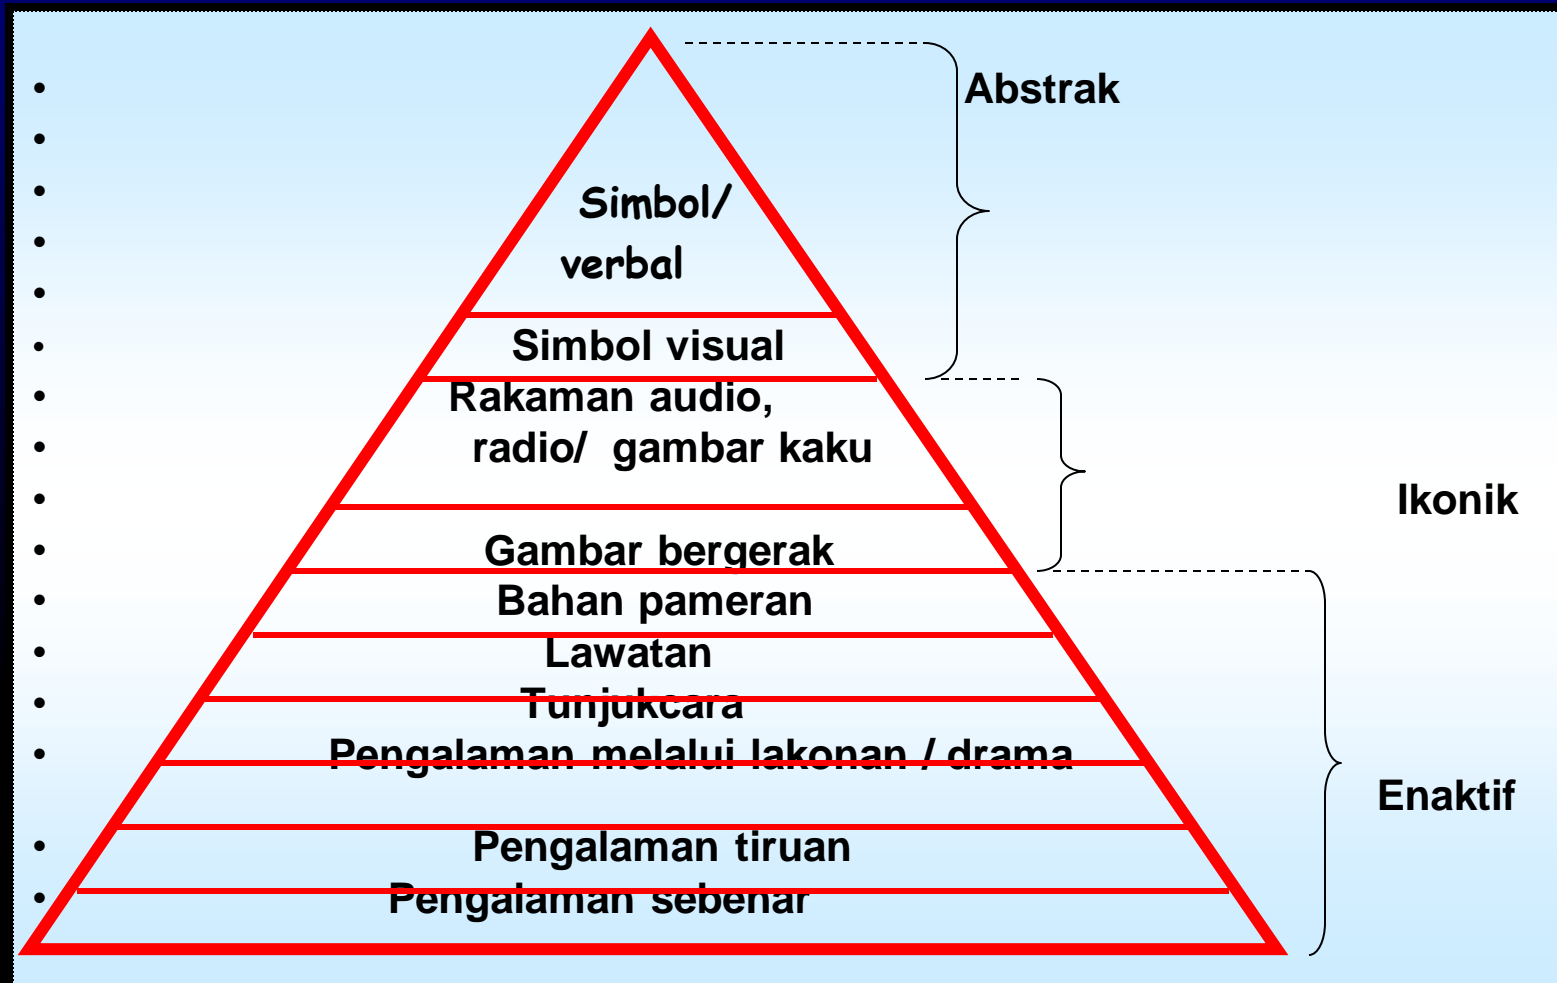 Abstrak
Simbol/
verbal
Simbol visual
Rakaman audio,
radio/ gambar kaku
Ikonik
Gambar bergerak
Bahan pameran
Lawatan
Tunjukcara
Pengalaman melalui lakonan / drama
Enaktif
Pengalaman tiruan
Pengalaman sebenar